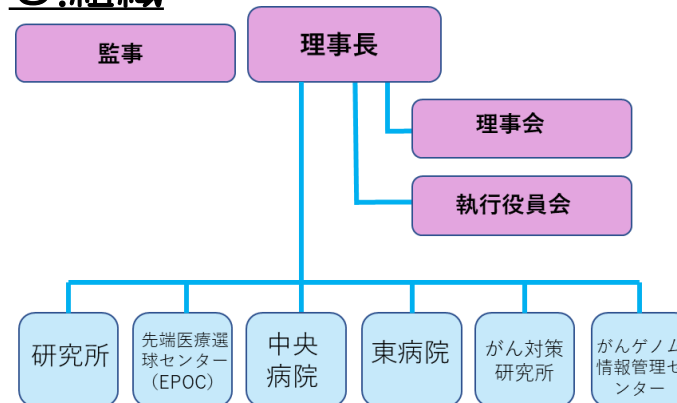 組織
監事
理事長
理事会
執行役員会
研究所
先端医療選
球センター
（EPOC）
中央
病院
東病院
がん対策
研究所
がんゲノム
情報管理セ
ンター